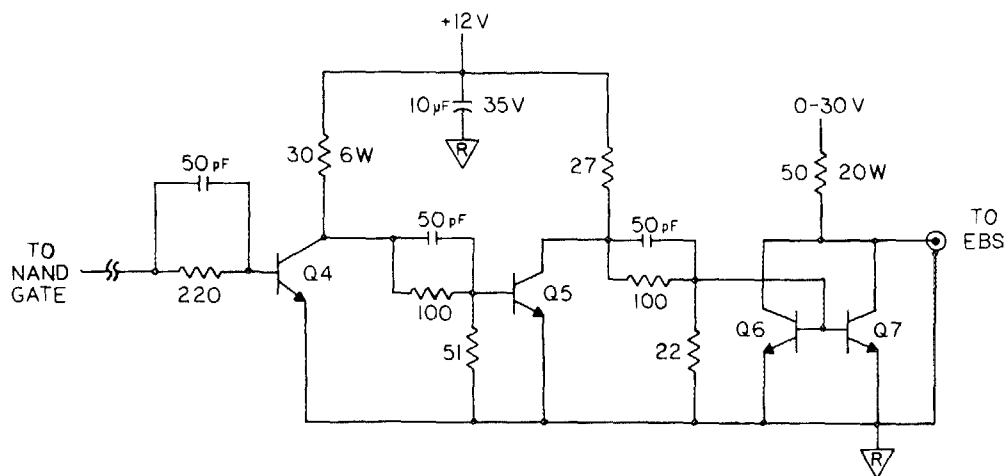 +12V
10µF 35V
R
0-30V
30 6W
27
50 20W
50pF
50pF
50pF
TO
EBS
TO
NAND
GATE
220
Q4
100
Q5
100
Q6
Q7
51
22
R